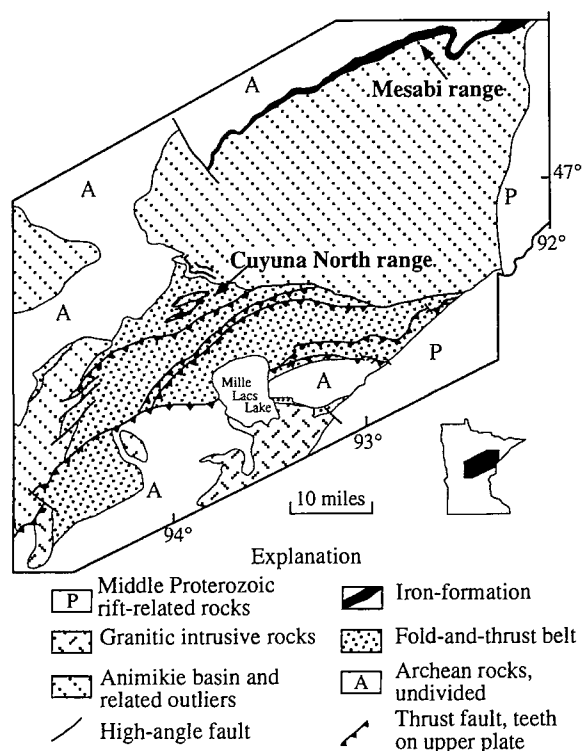 A
Mesabi range
A
47°
P
92°
Cuyuna North range
A
P
Mille
Lacs
Lake
A
93°
A
10 miles
94°
Explanation
P Middle Proterozoic
rift-related rocks
Iron-formation
Granitic intrusive rocks
Fold-and-thrust belt
Animikie basin and
related outliers
A Archean rocks,
undivided
High-angle fault
Thrust fault, teeth
on upper plate